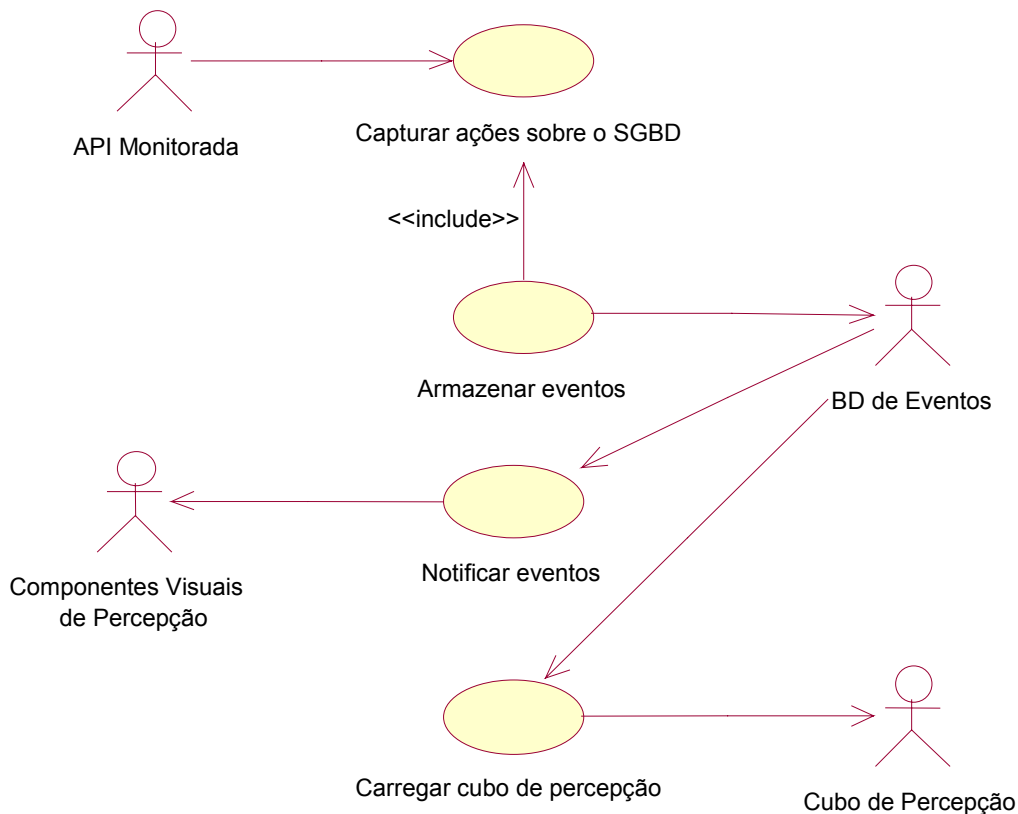 API Monitorada
Capturar ações sobre o SGBD
<<include>>
Armazenar eventos
BD de Eventos
Componentes Visuais
de Percepção
Notificar eventos
Carregar cubo de percepção
Cubo de Percepção